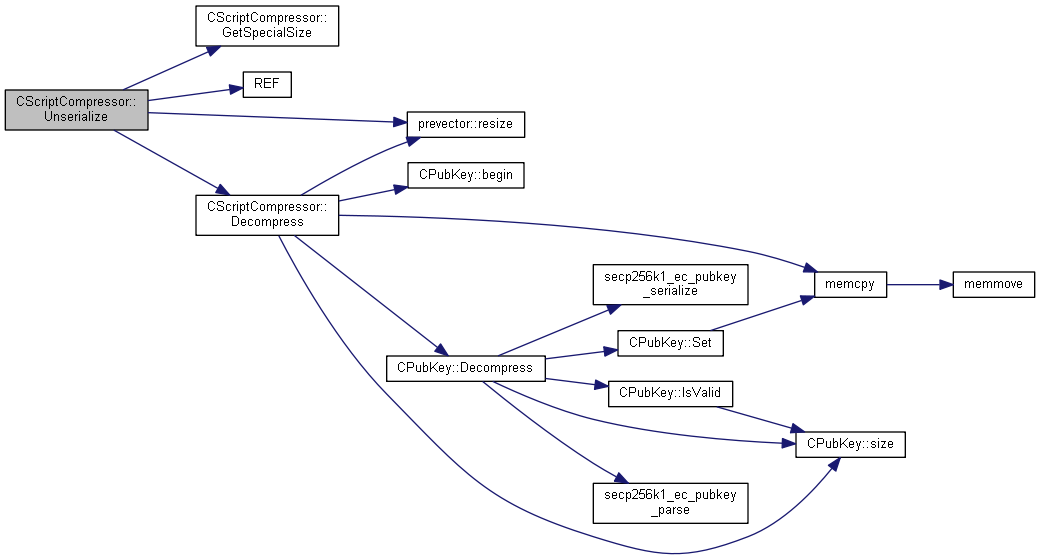 CScriptCompressor::
GetSpecialSize
REF
CScriptCompressor::
Unserialize
prevector::resize
CPubKey::begin
CScriptCompressor::
Decompress
secp256k1_ec_pubkey
_serialize
memcpy
memmove
CPubKey::Set
CPubKey::Decompress
CPubKey::IsValid
CPubKey::size
secp256k1_ec_pubkey
_parse